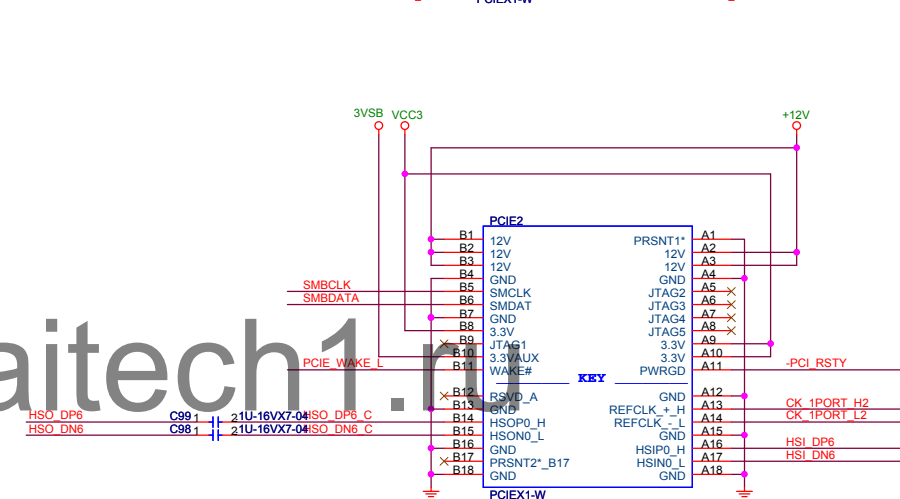 PCIEX1-W
3VSB VCC3 +12V
PCIE2
B1 12V PRSNT1* A1
B2 12V 12V A2
B3 12V 12V A3
B4 GND GND A4
SMBCLK B5 SMCLK JTAG2 A5
SMBDATA B6 SMDAT JTAG3 A6
B7 GND JTAG4 A7
B8 3.3V JTAG5 A8
B9 JTAG1 3.3V A9
B10 3.3VAUX 3.3V A10
PCIE_WAKE_L B11 WAKE# PWRGD A11 -PCI_RSTY
KEY
B12 RSVD_A GND A12
B13 GND REFCLK_+_H A13 CK_1PORT_H2
HSO_DP6 C99 1 2 .1U-16VX7-04 HSO_DP6_C B14 HSOP0_H REFCLK_-_L A14 CK_1PORT_L2
HSO_DN6 C98 1 2 .1U-16VX7-04 HSO_DN6_C B15 HSON0_L GND A15
B16 GND HSIP0_H A16 HSI_DP6
B17 PRSNT2*_B17 HSIN0_L A17 HSI_DN6
B18 GND GND A18
PCIEX1-W
aitech1.ru